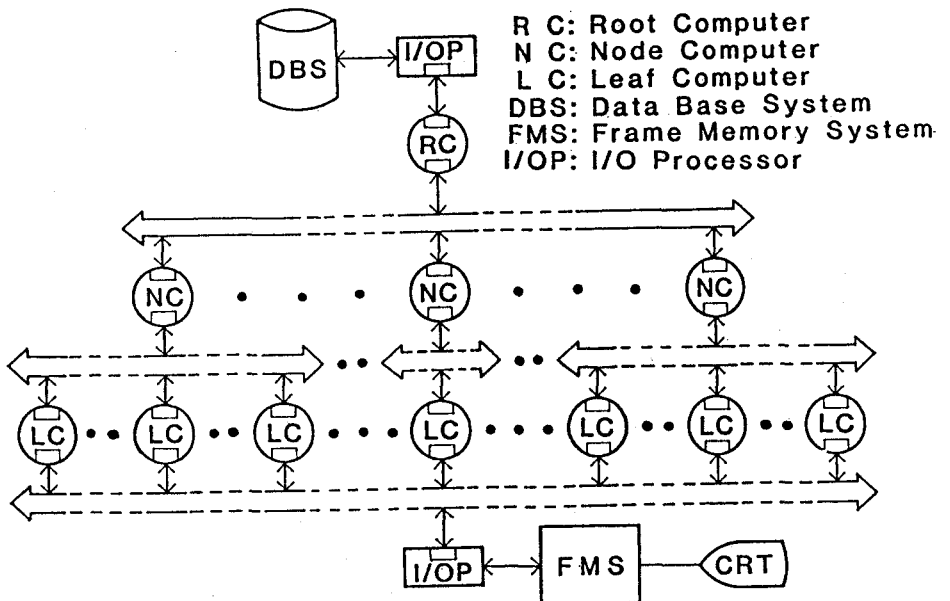 R C: Root Computer
N C: Node Computer
L C: Leaf Computer
DBS: Data Base System
FMS: Frame Memory System
I/OP: I/O Processor
DBS
I/OP
RC
NC
NC
NC
LC
LC
LC
LC
LC
LC
LC
I/OP
FMS
CRT